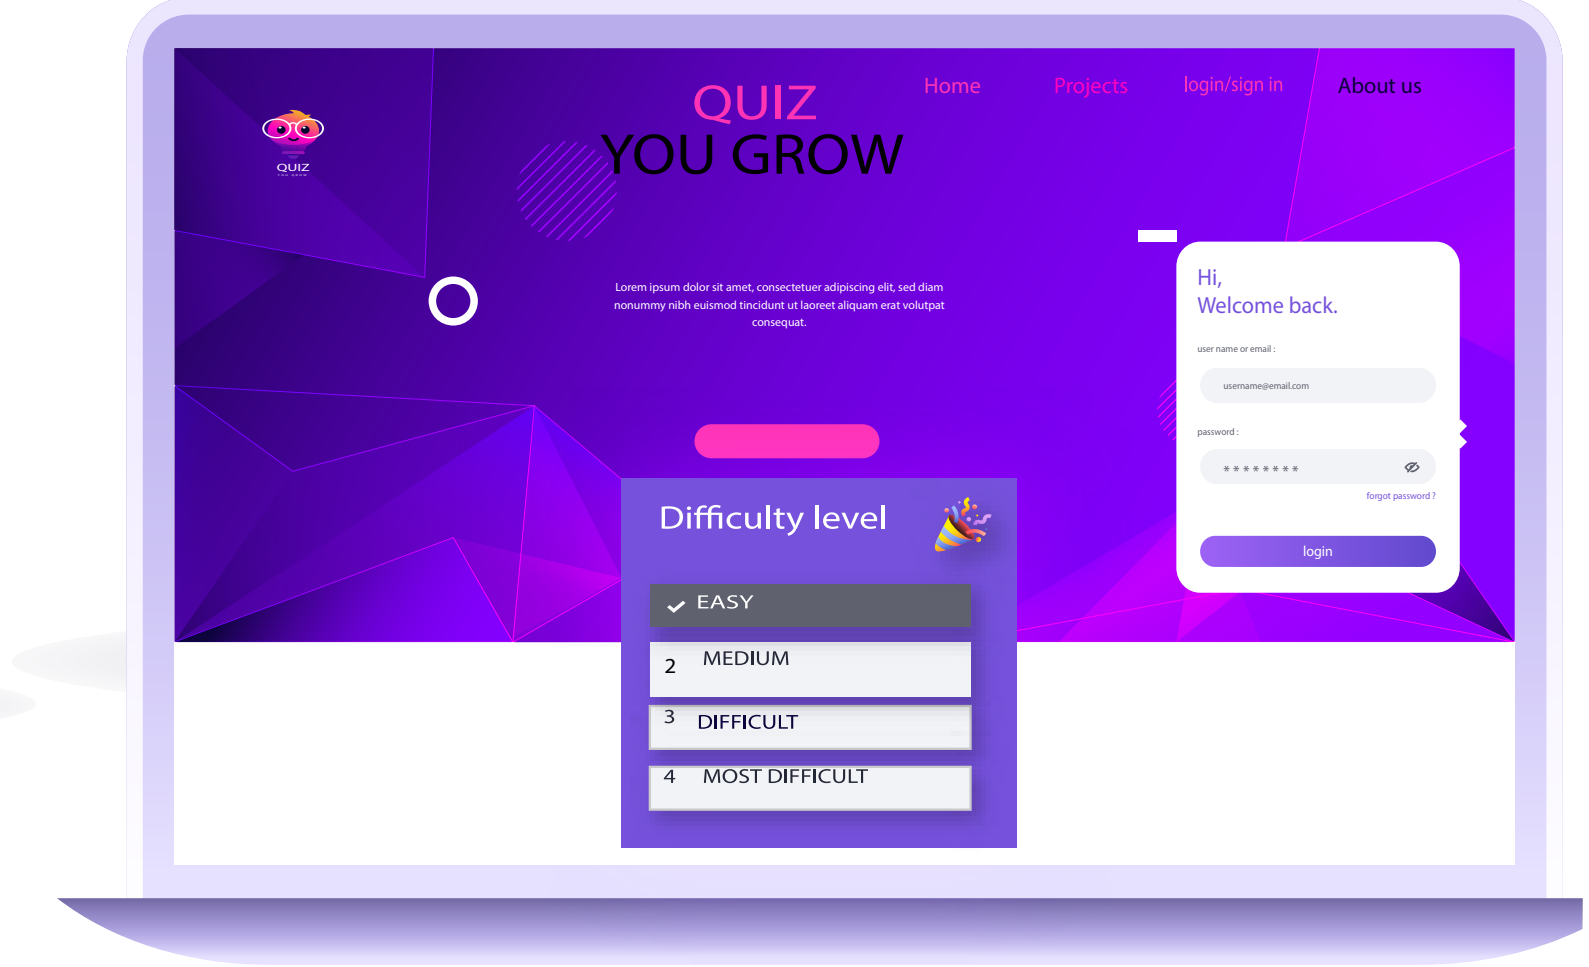 Home Projects login/sign in About us
QUIZ
YOU GROW
QUIZ
YOU GROW
Lorem ipsum dolor sit amet, consectetuer adipiscing elit, sed diam
nonummy nibh euismod tincidunt ut laoreet aliquam erat volutpat
consequat.
Hi,
Welcome back.
user name or email :
username@email.com
password :
********
forgot password ?
login
Difficulty level
EASY
2 MEDIUM
3 DIFFICULT
4 MOST DIFFICULT